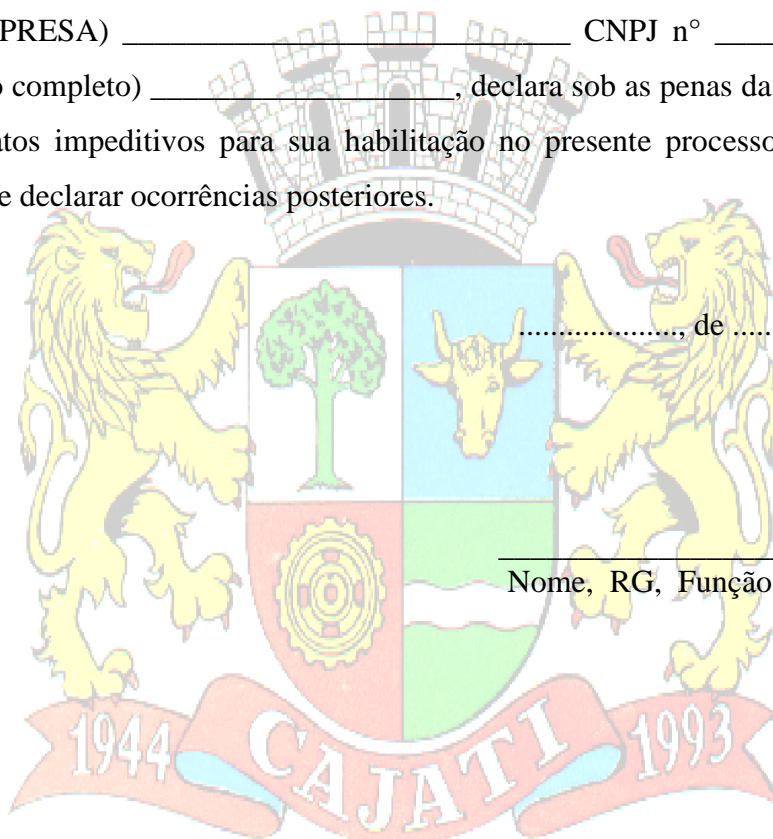 PRESA) ____________________________ CNPJ n° ____
o completo) ___________________, declara sob as penas da
atos impeditivos para sua habilitação no presente processo
e declarar ocorrências posteriores.
...................., de .....
__________________
Nome, RG, Função
1944 CAJATI 1993